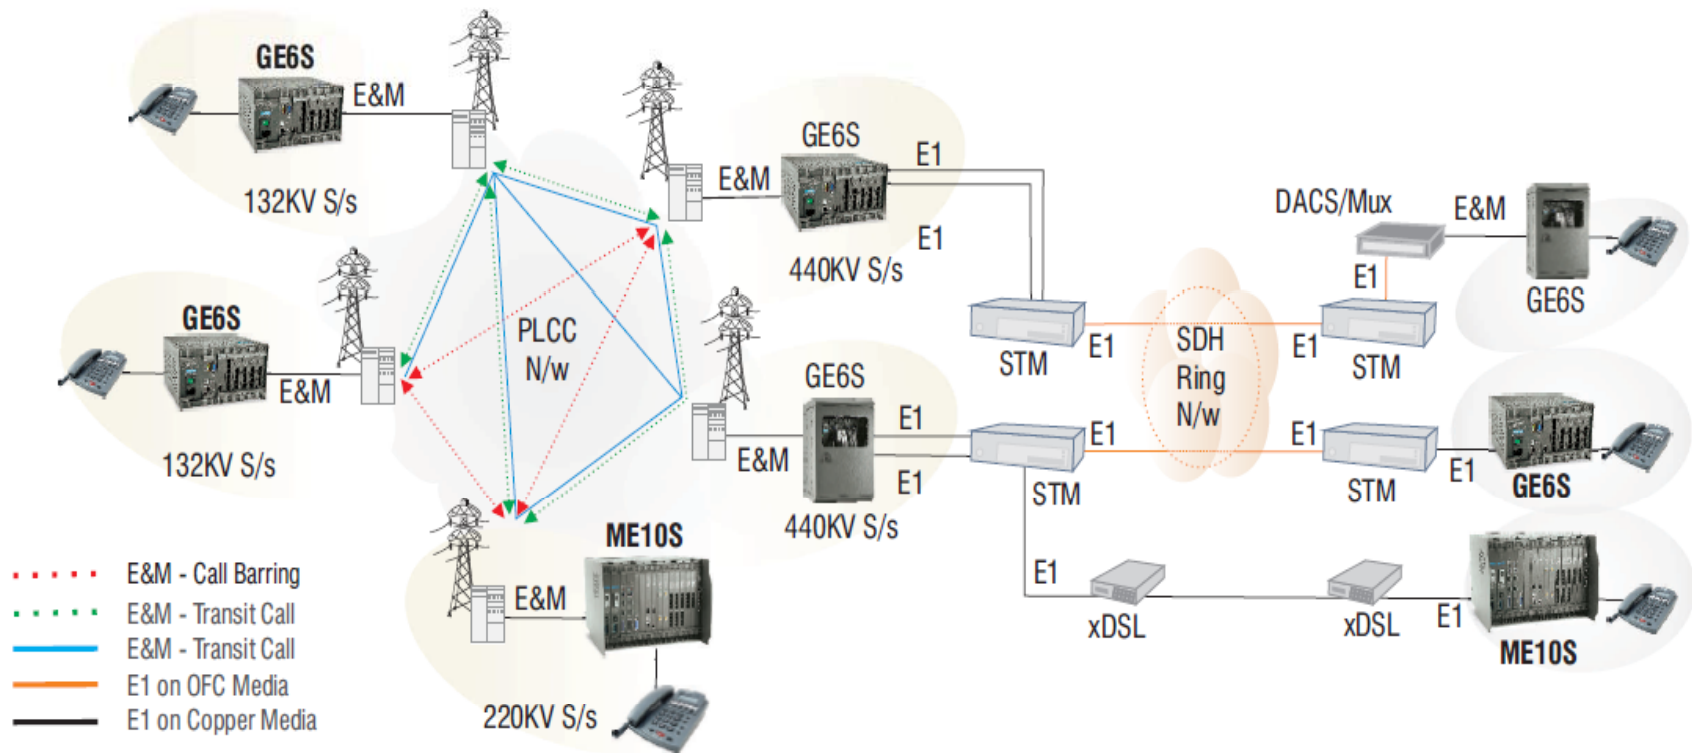 GE6S
E&M
132KV S/s
GE6S
E&M
E1
E1
440KV S/s
DACS/Mux
E&M
E1
GE6S
GE6S
E&M
132KV S/s
PLCC
N/w
STM
E1
SDH
Ring
N/w
E1
STM
GE6S
E&M
E1
E1
440KV S/s
STM
E1
E1
STM
E1
GE6S
ME10S
E&M
220KV S/s
E1
xDSL
xDSL
E1
ME10S
E&M - Call Barring
E&M - Transit Call
E&M - Transit Call
E1 on OFC Media
E1 on Copper Media